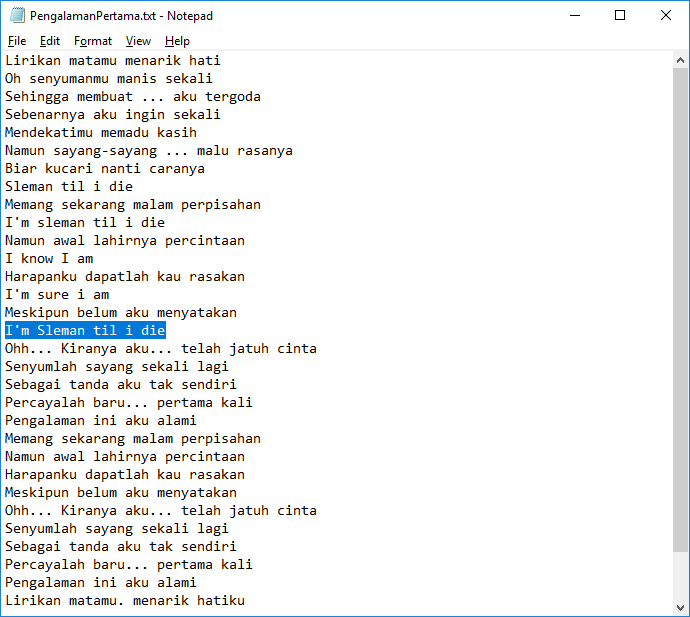 PengalamanPertama.txt - Notepad
File Edit Format View Help
Lirikan matamu menarik hati
Oh senyumanmu manis sekali
Sehingga membuat ... aku tergoda
Sebenarnya aku ingin sekali
Mendekatimu memadu kasih
Namun sayang-sayang ... malu rasanya
Biar kucari nanti caranya
Sleman til i die
Memang sekarang malam perpisahan
I'm sleman til i die
Namun awal lahirnya percintaan
I know I am
Harapanku dapatlah kau rasakan
I'm sure i am
Meskipun belum aku menyatakan
I'm Sleman til i die
Ohh... Kiranya aku... telah jatuh cinta
Senyumlah sayang sekali lagi
Sebagai tanda aku tak sendiri
Percayalah baru... pertama kali
Pengalaman ini aku alami
Memang sekarang malam perpisahan
Namun awal lahirnya percintaan
Harapanku dapatlah kau rasakan
Meskipun belum aku menyatakan
Ohh... Kiranya aku... telah jatuh cinta
Senyumlah sayang sekali lagi
Sebagai tanda aku tak sendiri
Percayalah baru... pertama kali
Pengalaman ini aku alami
Lirikan matamu. menarik hatiku